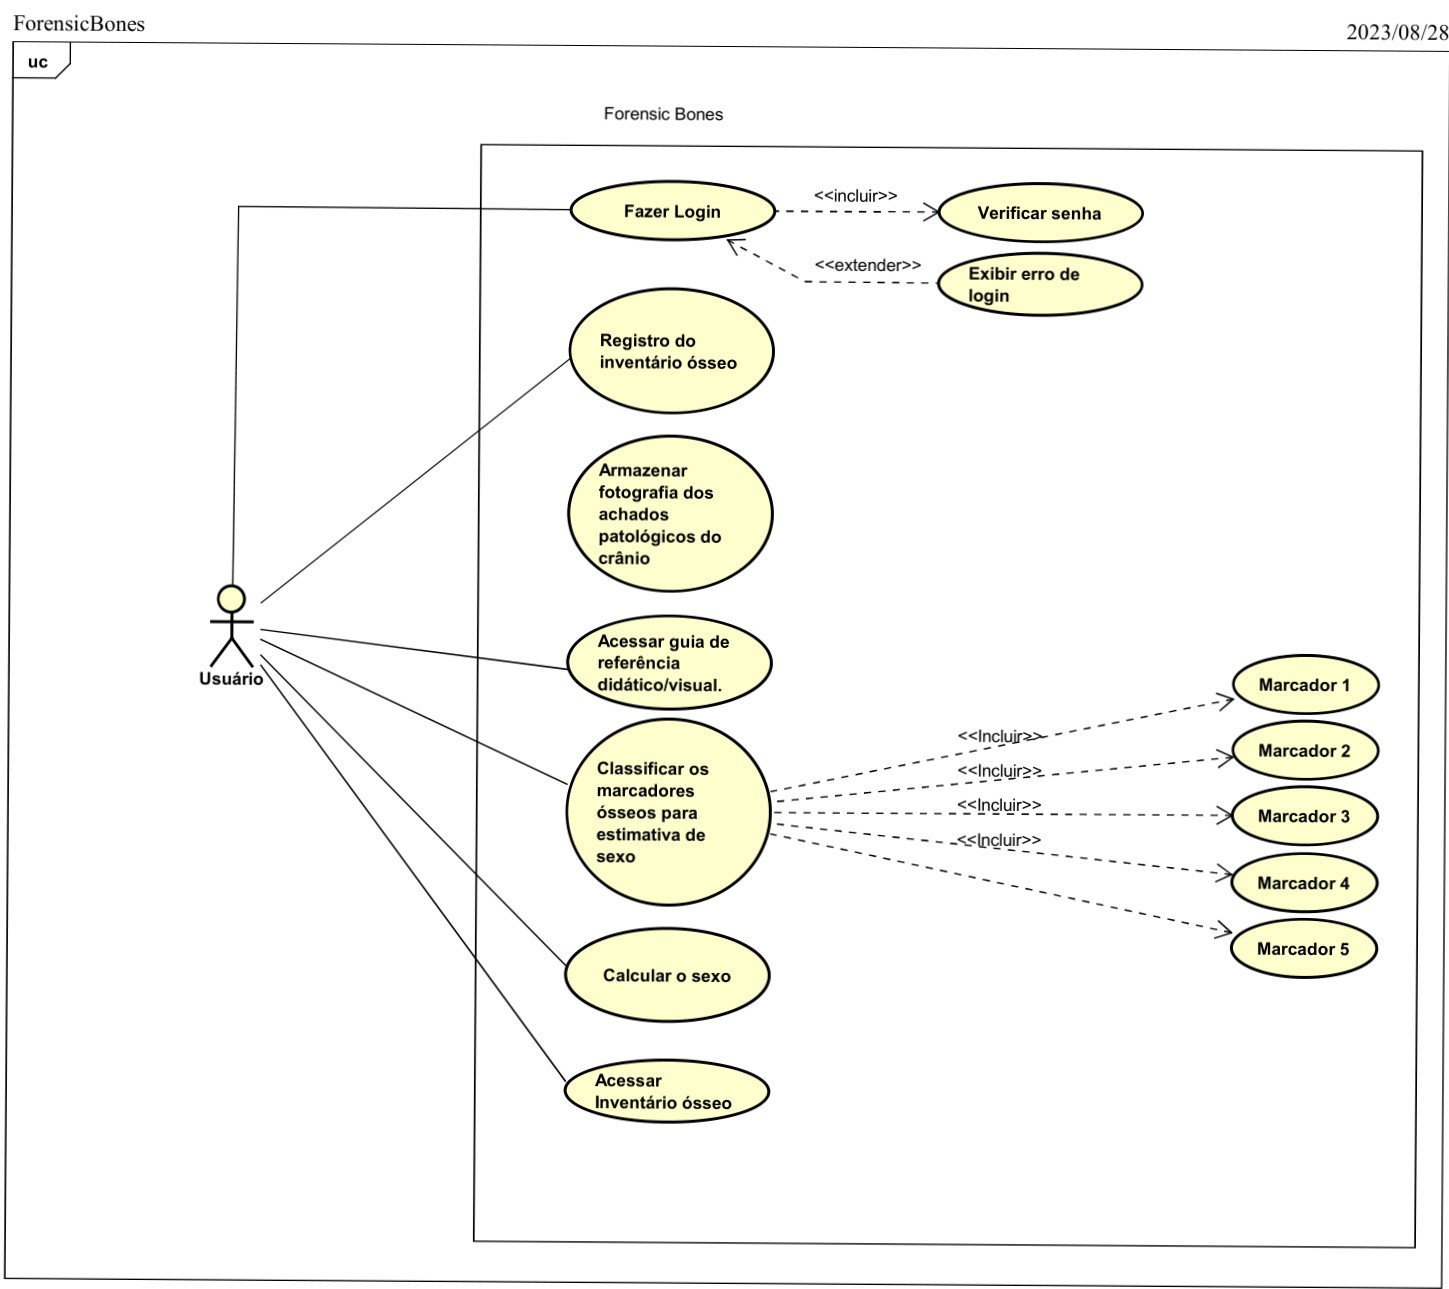 ForensicBones
2023/08/28
uc
Forensic Bones
Fazer Login
<<incluir>>
Verificar senha
<<extender>>
Exibir erro de
login
Registro do
inventário ósseo
Armazenar
fotografia dos
achados
patológicos do
crânio
Acessar guia de
referência
didático/visual.
Usuário
Classificar os
marcadores
ósseos para
estimativa de
sexo
<<Incluir>>
<<Incluir>>
<<Incluir>>
<<Incluir>>
Marcador 1
Marcador 2
Marcador 3
Marcador 4
Marcador 5
Calcular o sexo
Acessar
Inventário ósseo